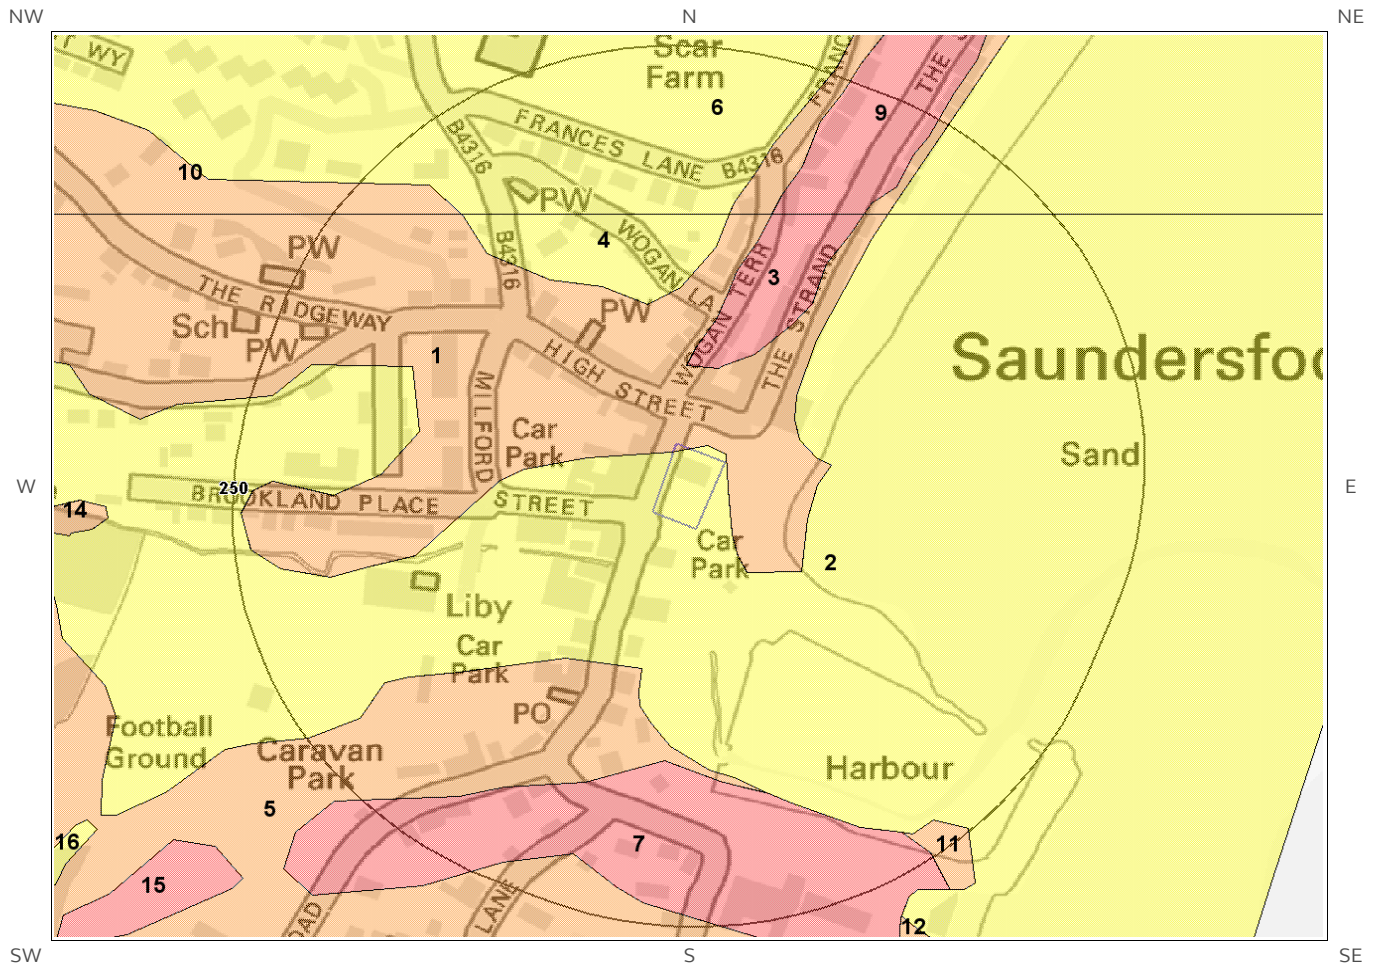 NW
N
NE
WY
Scar
Farm
6
FRANC
THE S
9
B4316
FRANCES LANE B4316
10
PW
4
WOGAN LA
B4316
PW
3
WOGAN TERR
THE STRAND
THE RIDGEWAY
Sch
PW
PW
1
HIGH STREET
Saundersfoo
MILFORD
Car
Park
Sand
W
250
BROOKLAND PLACE
STREET
E
14
Car
Park
2
Liby
Car
Park
PO
Football
Ground
Caravan
Park
Harbour
5
16
7
11
15
OAD
LANE
12
SW
S
SE